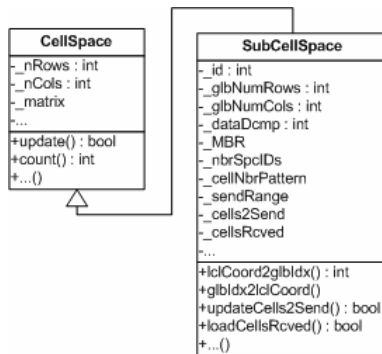 CellSpace
-_nRows : int
-_nCols : int
-_matrix
-...
+update() : bool
+count() : int
+...()
SubCellSpace
-_id : int
-_glbNumRows : int
-_glbNumCols : int
-_dataDcmp : int
-_MBR
-_nbrSpcIDs
-_cellNbrPattern
-_sendRange
-_cells2Send
-_cellsRcved
-...
+lclCoord2glbIdx() : int
+glbIdx2lclCoord()
+updateCells2Send() : bool
+loadCellsRcved() : bool
+...()